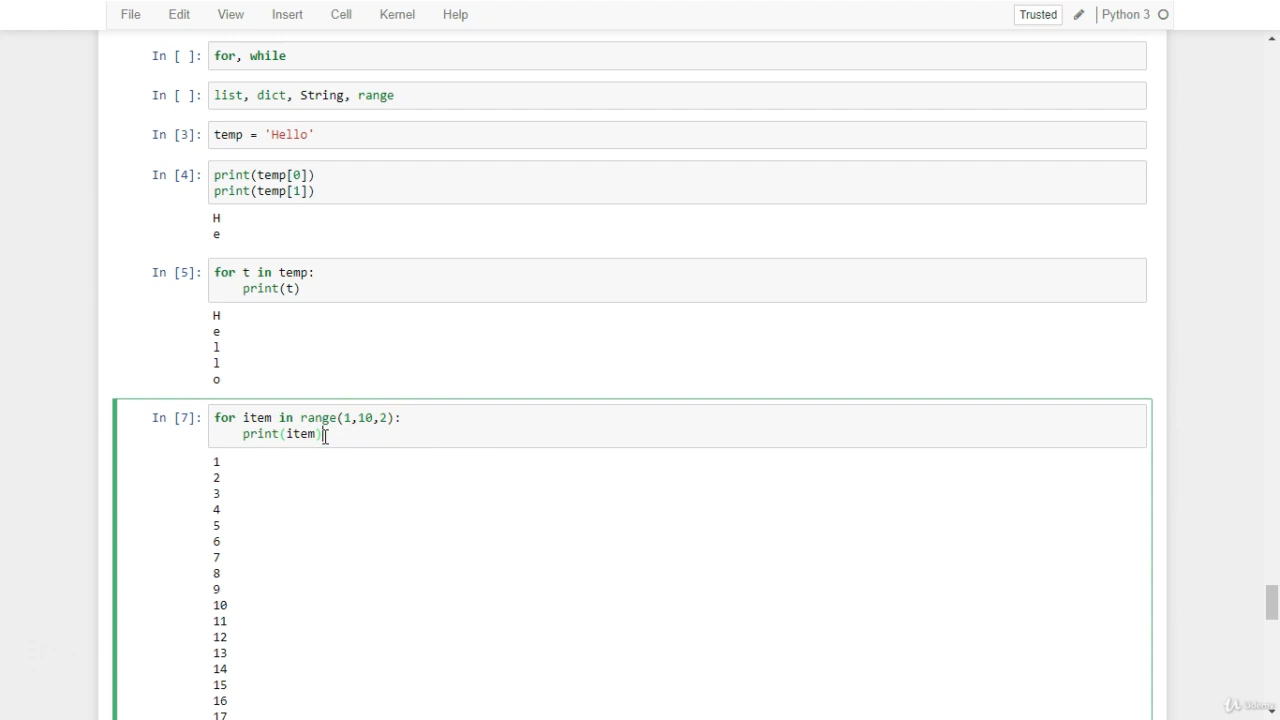 File Edit View Insert Cell Kernel Help Trusted Python 3
In [ ]: for, while
In [ ]: list, dict, String, range
In [3]: temp = 'Hello'
In [4]: print(temp[0])
print(temp[1])
H
e
In [5]: for t in temp:
print(t)
H
e
l
l
o
In [7]: for item in range(1,10,2):
print(item)
1
2
3
4
5
6
7
8
9
10
11
12
13
14
15
16
17
Udemy